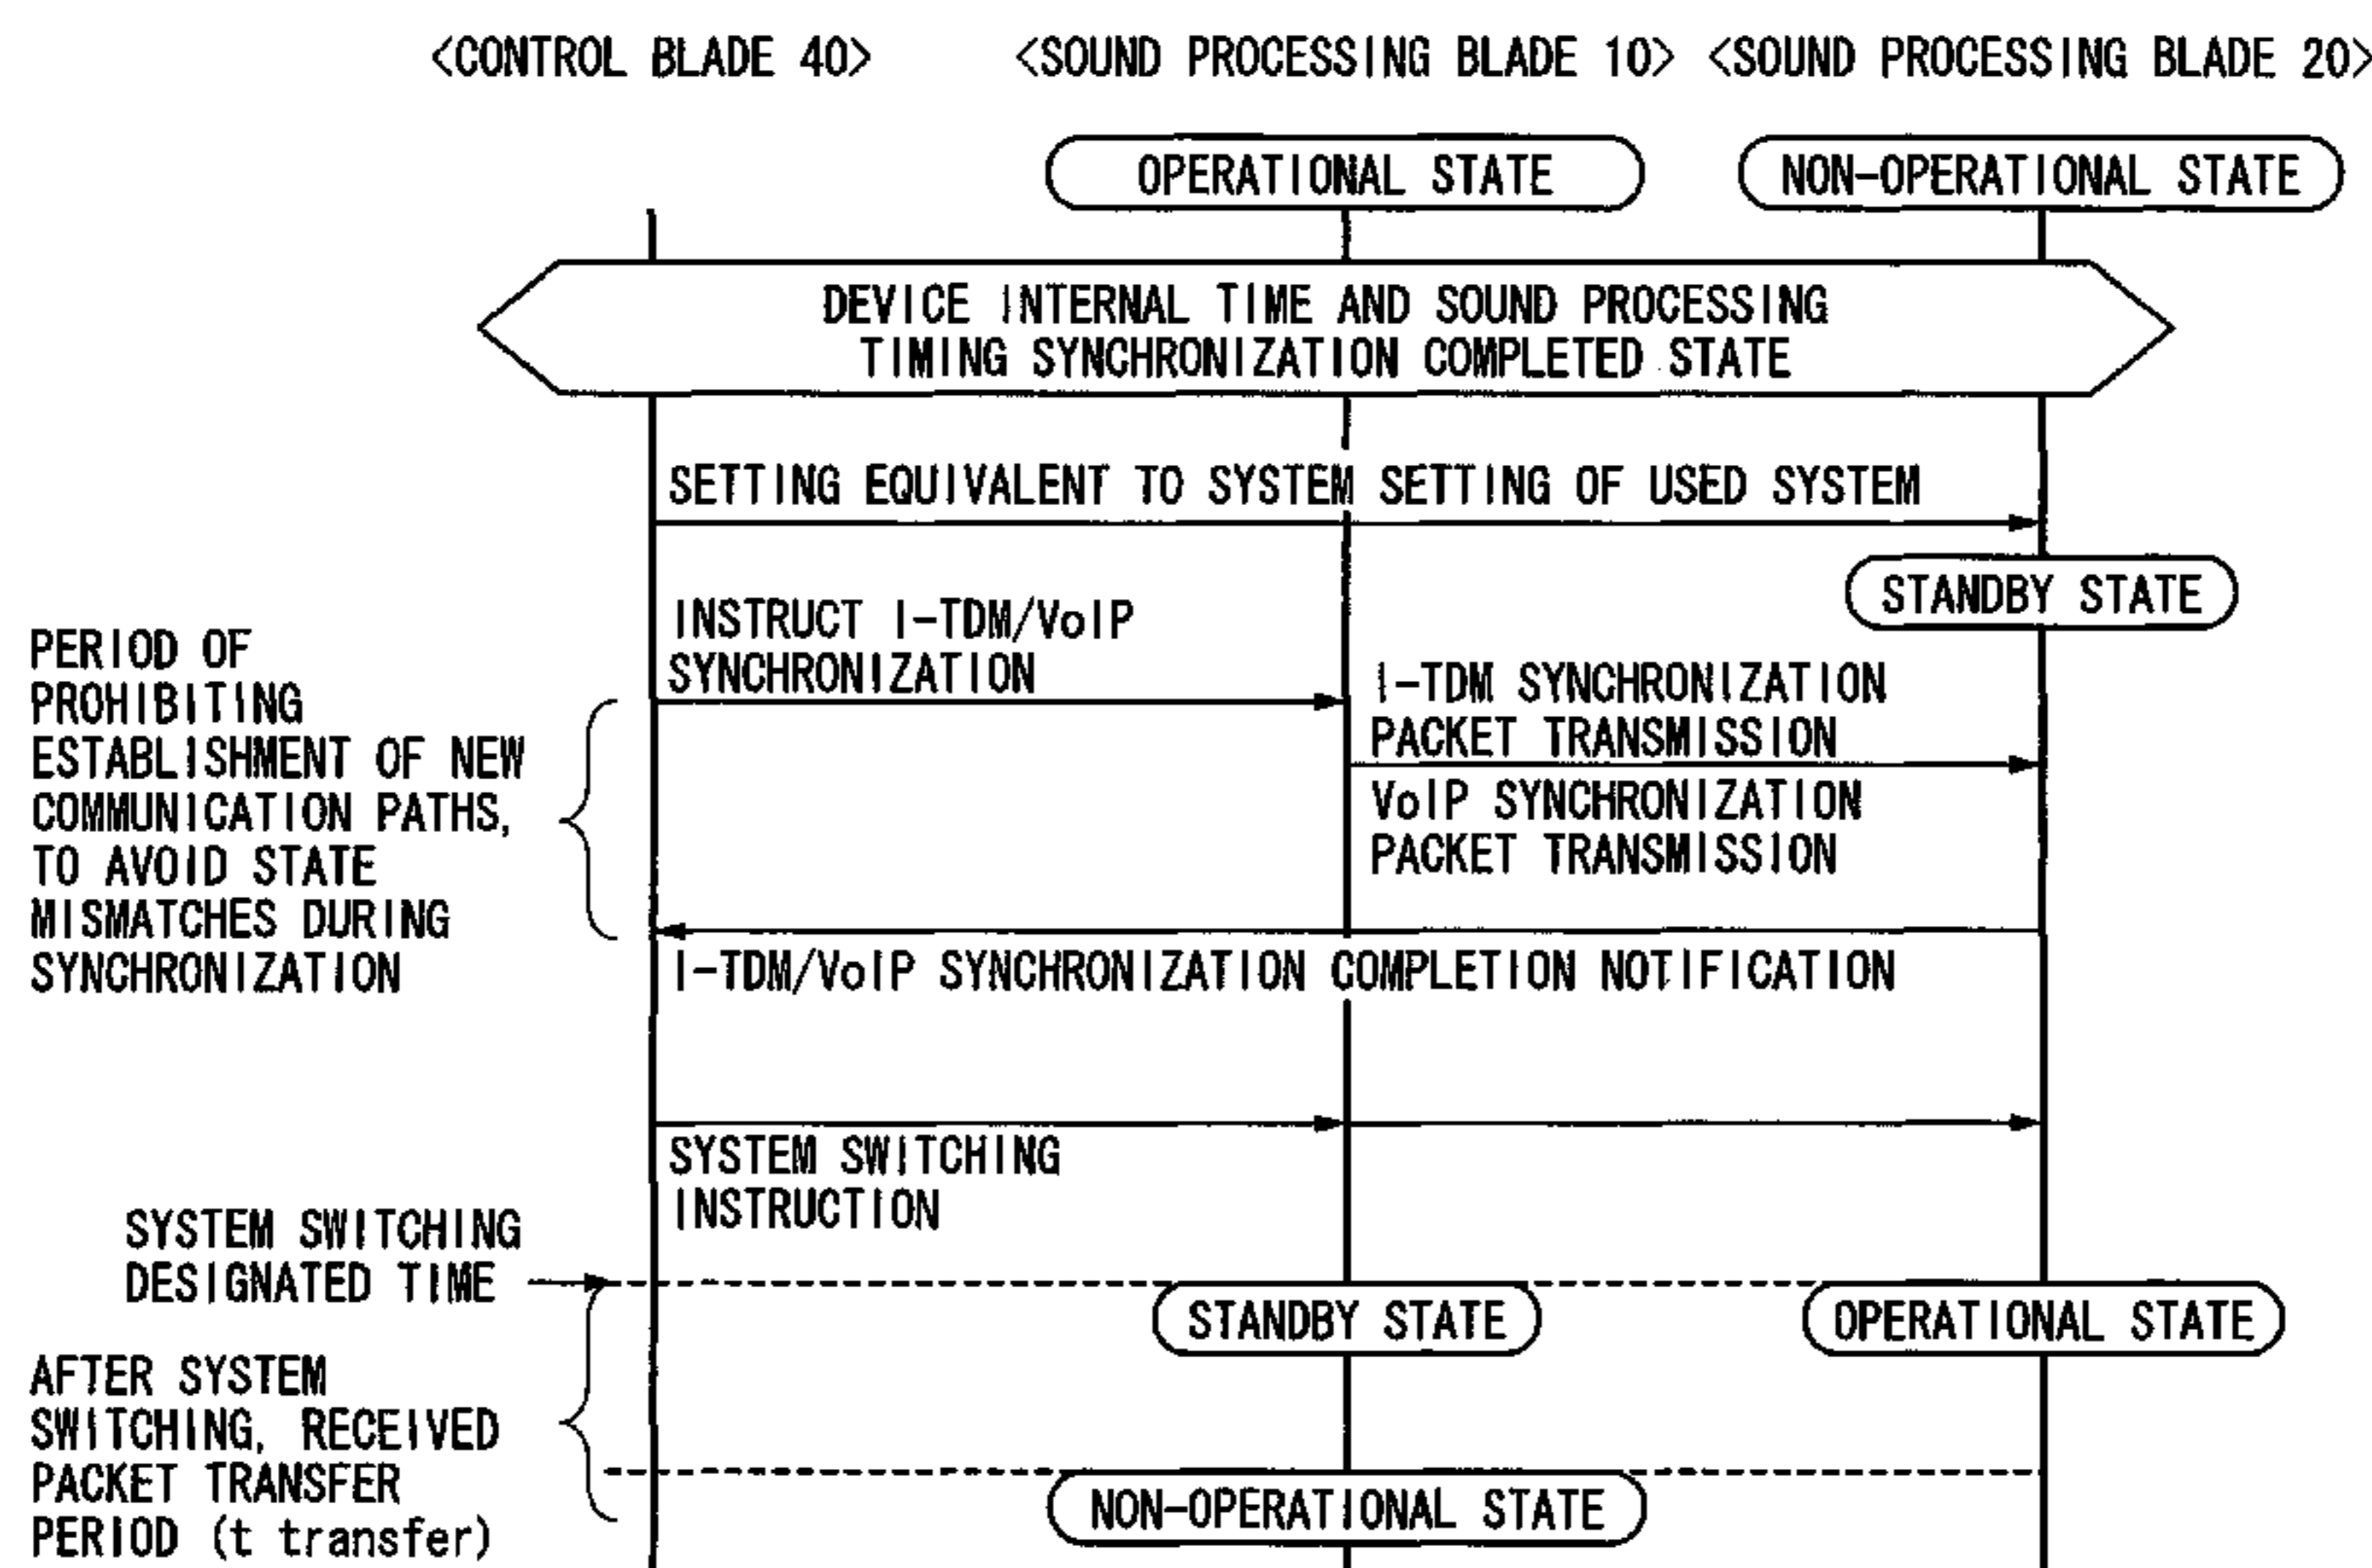 <CONTROL BLADE 40> <SOUND PROCESSING BLADE 10> <SOUND PROCESSING BLADE 20>
OPERATIONAL STATE
NON-OPERATIONAL STATE
DEVICE INTERNAL TIME AND SOUND PROCESSING
TIMING SYNCHRONIZATION COMPLETED STATE
SETTING EQUIVALENT TO SYSTEM SETTING OF USED SYSTEM
STANDBY STATE
INSTRUCT I-TDM/VoIP
SYNCHRONIZATION
PERIOD OF
PROHIBITING
ESTABLISHMENT OF NEW
COMMUNICATION PATHS,
TO AVOID STATE
MISMATCHES DURING
SYNCHRONIZATION
I-TDM SYNCHRONIZATION
PACKET TRANSMISSION
VoIP SYNCHRONIZATION
PACKET TRANSMISSION
I-TDM/VoIP SYNCHRONIZATION COMPLETION NOTIFICATION
SYSTEM SWITCHING
INSTRUCTION
SYSTEM SWITCHING
DESIGNATED TIME
STANDBY STATE
OPERATIONAL STATE
AFTER SYSTEM
SWITCHING, RECEIVED
PACKET TRANSFER
PERIOD (t transfer)
NON-OPERATIONAL STATE